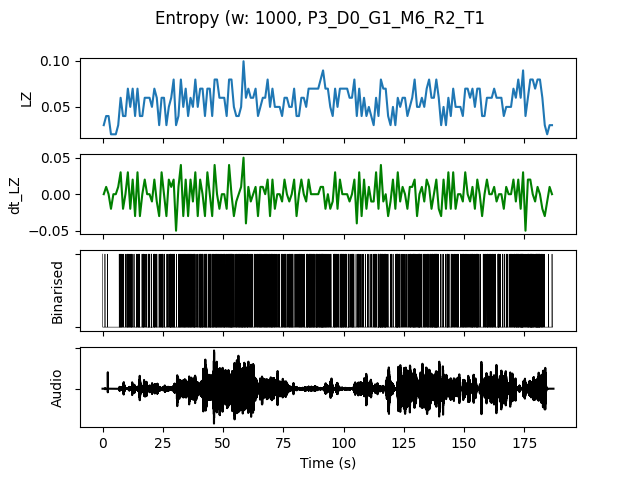 Entropy (w: 1000, P3_D0_G1_M6_R2_T1
0.10
0.05
LZ
0.05
0.00
−0.05
dt_LZ
Binarised
Audio
0 25 50 75 100 125 150 175
Time (s)